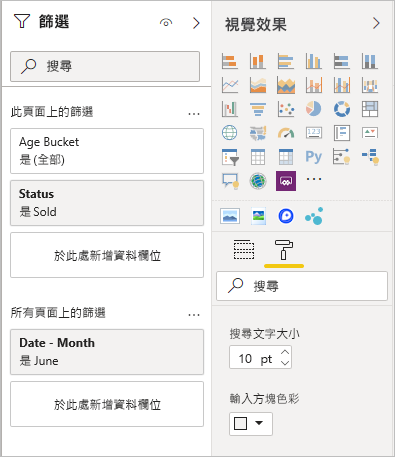 篩選
搜尋
此頁面上的篩選
Age Bucket
是 (全部)
Status
是 Sold
於此處新增資料欄位
所有頁面上的篩選
Date - Month
是 June
於此處新增資料欄位
視覺效果
123
Py
搜尋
搜尋文字大小
10 pt
輸入方塊色彩